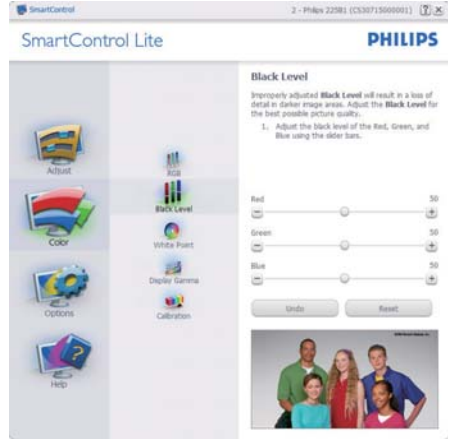 SmartControl
2 - Philips 225B1 (CS30715000001)
SmartControl Lite
PHILIPS
Adjust
Color
Options
Help
RGB
Black Level
White Point
Display Gamma
Calibration
Black Level
Improperly adjusted Black Level will result in a loss of
detail in darker image areas. Adjust the Black Level for
the best possible picture quality.
1. Adjust the black level of the Red, Green, and
Blue using the slider bars.
Red 50
Green 50
Blue 50
Undo Reset